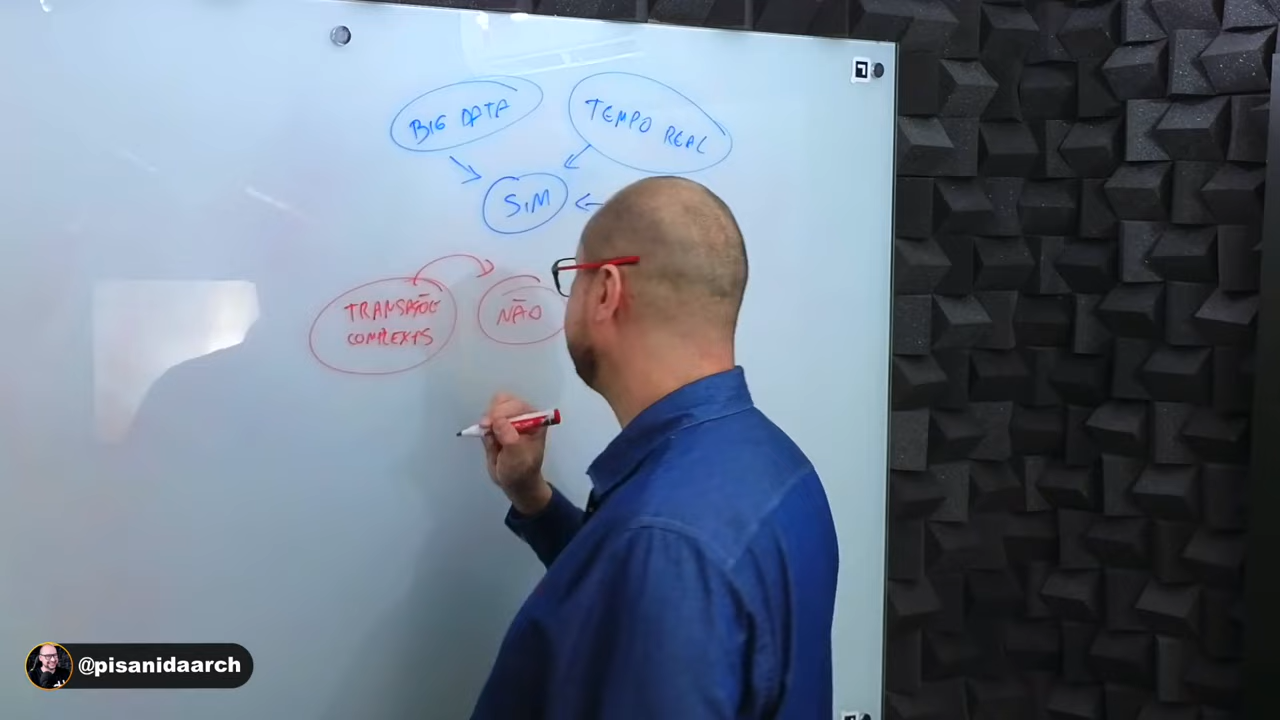 BIG DATA
TEMPO REAL
SIM
TRANSAÇÕES
COMPLEXAS
NÃO
@pisanidaarch